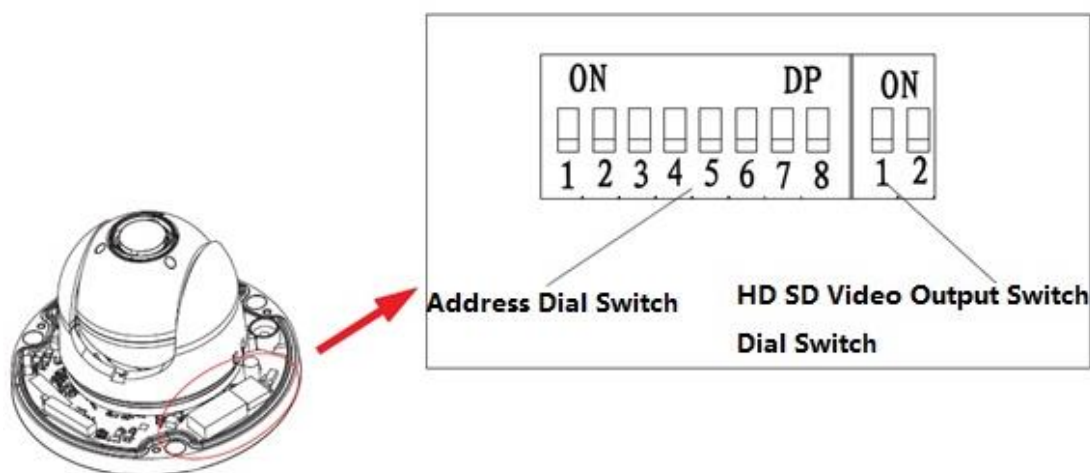 ON DP ON
1 2 3 4 5 6 7 8 1 2
Address Dial Switch
HD SD Video Output Switch
Dial Switch